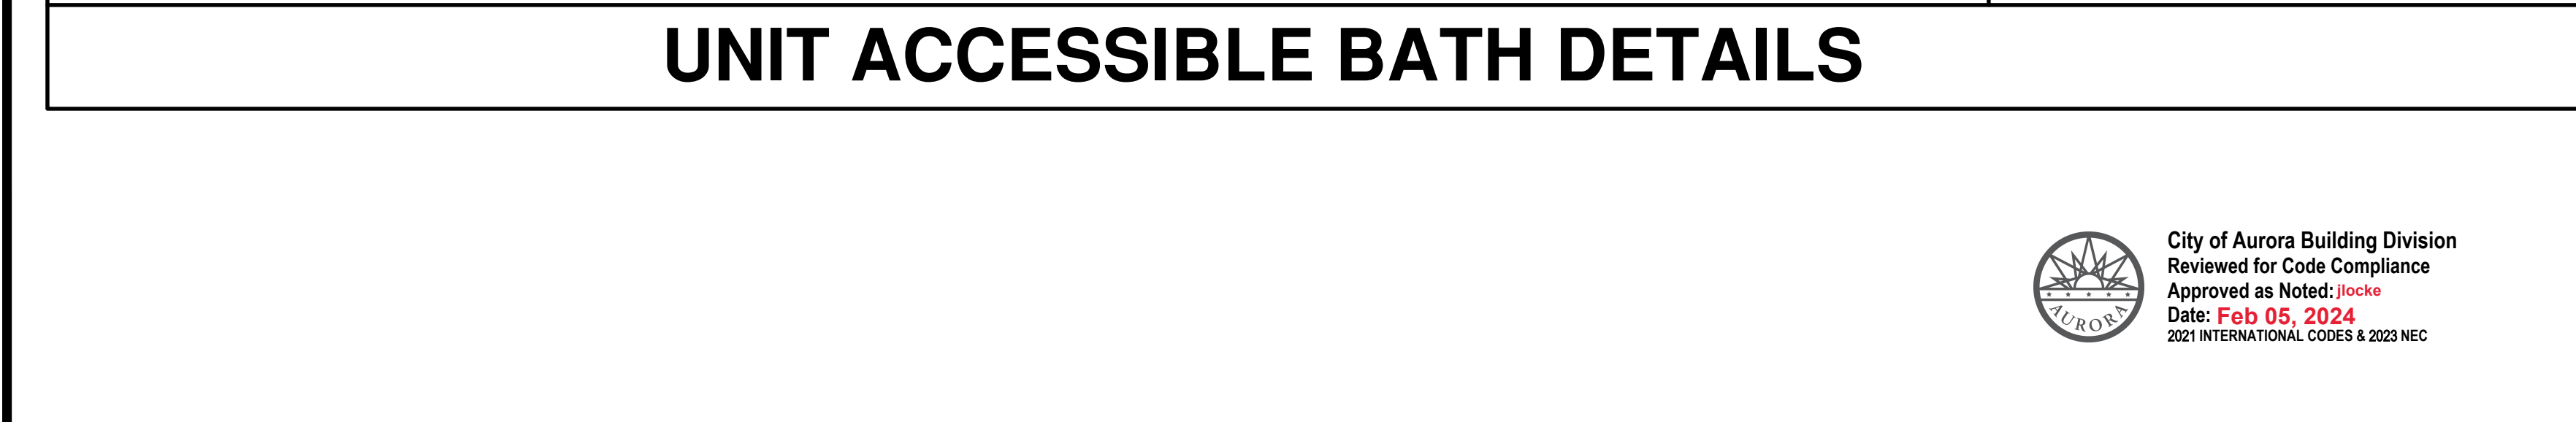 UNIT ACCESSIBLE BATH DETAILS
City of Aurora Building Division
Reviewed for Code Compliance
Approved as Noted: jlocke
Date: Feb 05, 2024
2021 INTERNATIONAL CODES & 2023 NEC
AURORA